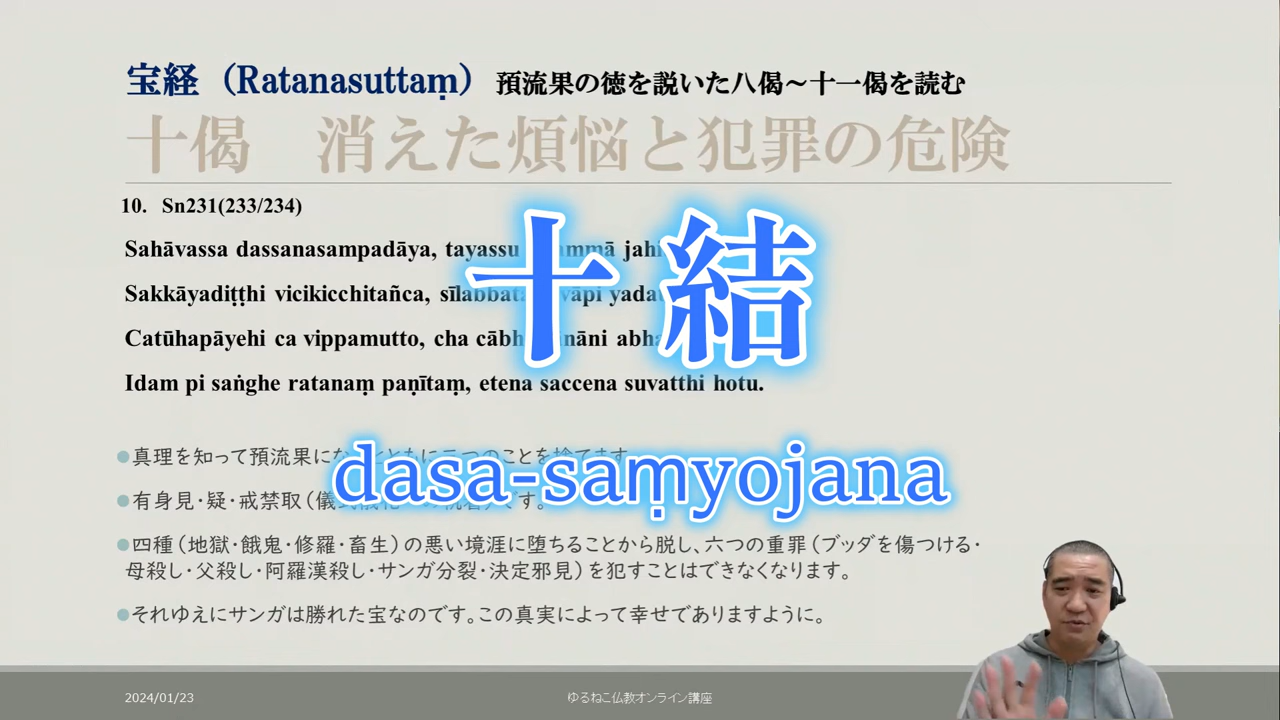 宝経（Ratanasuttaṃ） 預流果の徳を説いた八偈～十一偈を読む
十偈　消えた煩悩と犯罪の危険
10. Sn231(233/234)
Sahāvassa dassanasampadāya, tayassu
Sakkāyadiṭṭhi vicikicchitañca,
Catūhapāyehi ca vippamutto, cha
Idam pi saṅghe ratanaṃ paṇītaṃ, etena saccena suvatthi hotu.
十結
dasa-saṃyojana
●真理を知って預流果に
●有身見・疑・戒禁取
●四種（地獄・餓鬼・修羅・畜生）の悪い境涯に堕ちることから脱し、六つの重罪（ブッダを傷つける・
母殺し・父殺し・阿羅漢殺し・サンガ分裂・決定邪見）を犯すことはできなくなります。
●それゆえにサンガは勝れた宝なのです。この真実によって幸せでありますように。
2024/01/23
ゆるねこ仏教オンライン講座